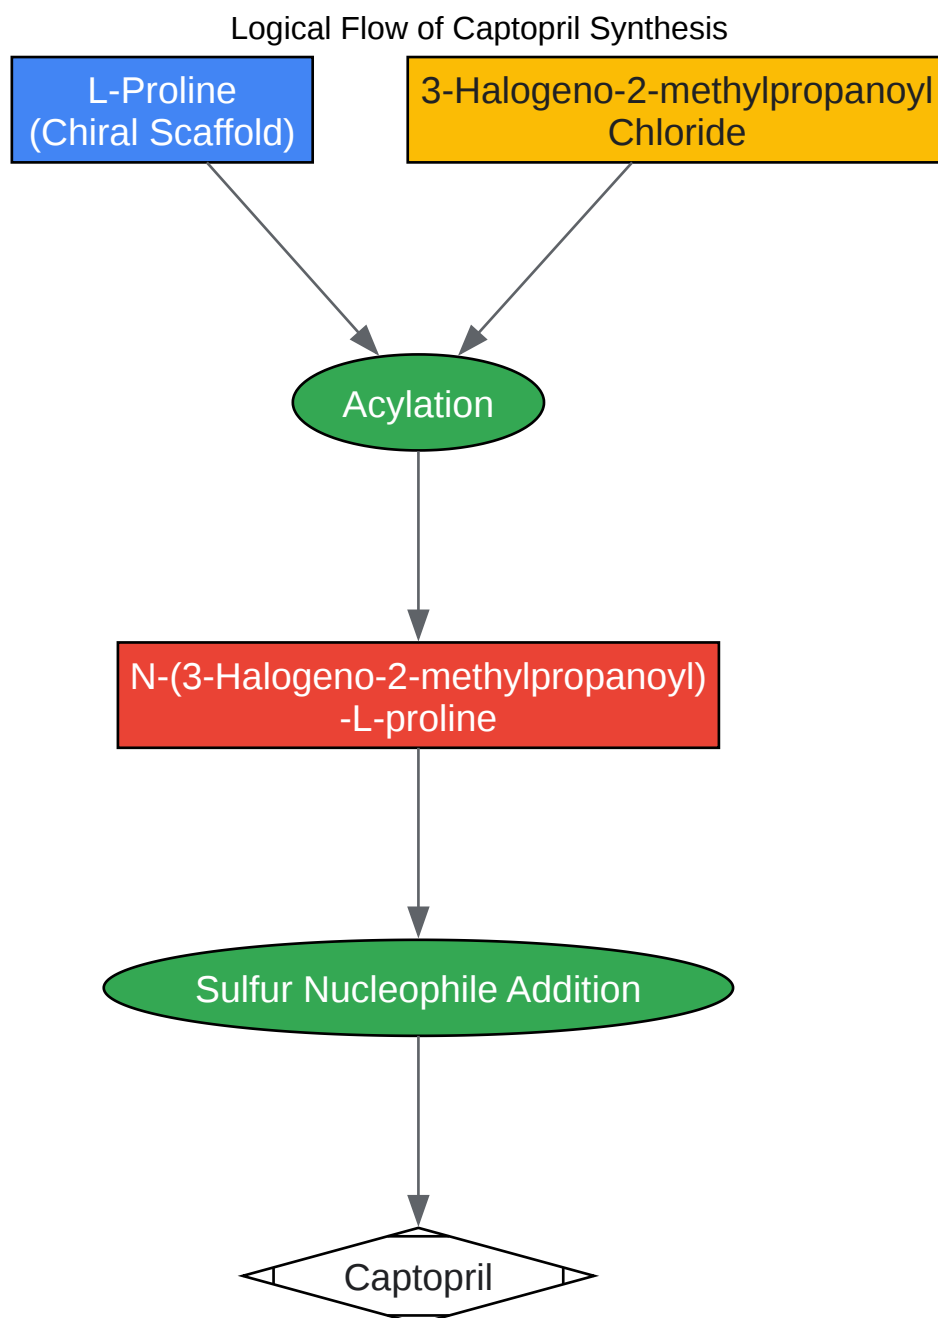 Logical Flow of Captopril Synthesis
L-Proline
(Chiral Scaffold)
3-Halogeno-2-methylpropanoyl
Chloride
Acylation
N-(3-Halogeno-2-methylpropanoyl)
-L-proline
Sulfur Nucleophile Addition
Captopril